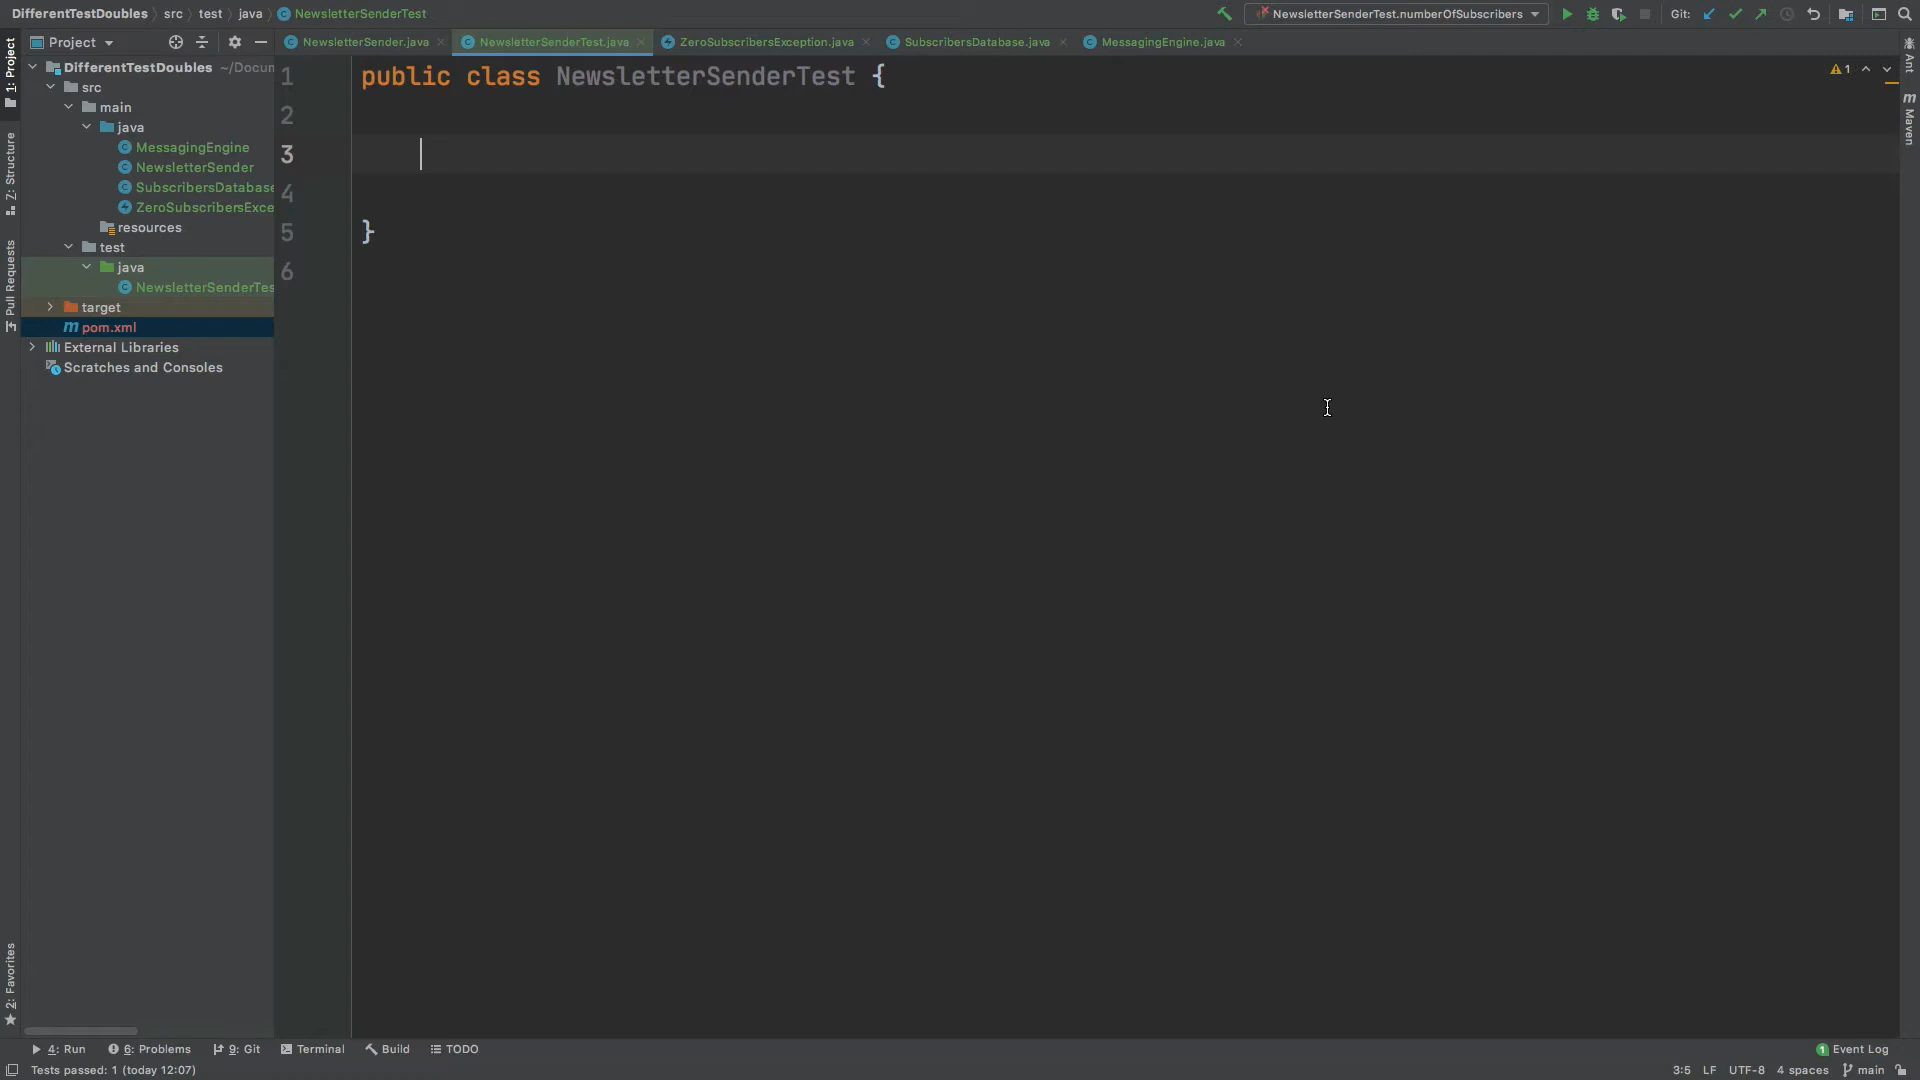 DifferentTestDoubles src test java NewsletterSenderTest
NewsletterSenderTest.numberOfSubscribers
Git:
Project
NewsletterSender.java
NewsletterSenderTest.java
ZeroSubscribersException.java
SubscribersDatabase.java
MessagingEngine.java
DifferentTestDoubles ~/Docun
src
main
java
MessagingEngine
NewsletterSender
SubscribersDatabase
ZeroSubscribersExce
resources
test
java
NewsletterSenderTes
target
pom.xml
External Libraries
Scratches and Consoles
1: Project
Z: Structure
Pull Requests
2: Favorites
1 public class NewsletterSenderTest {
2
3
4
5 }
6
1
Ant
Maven
4: Run
6: Problems
9: Git
Terminal
Build
TODO
1 Event Log
Tests passed: 1 (today 12:07)
3:5 LF UTF-8 4 spaces main